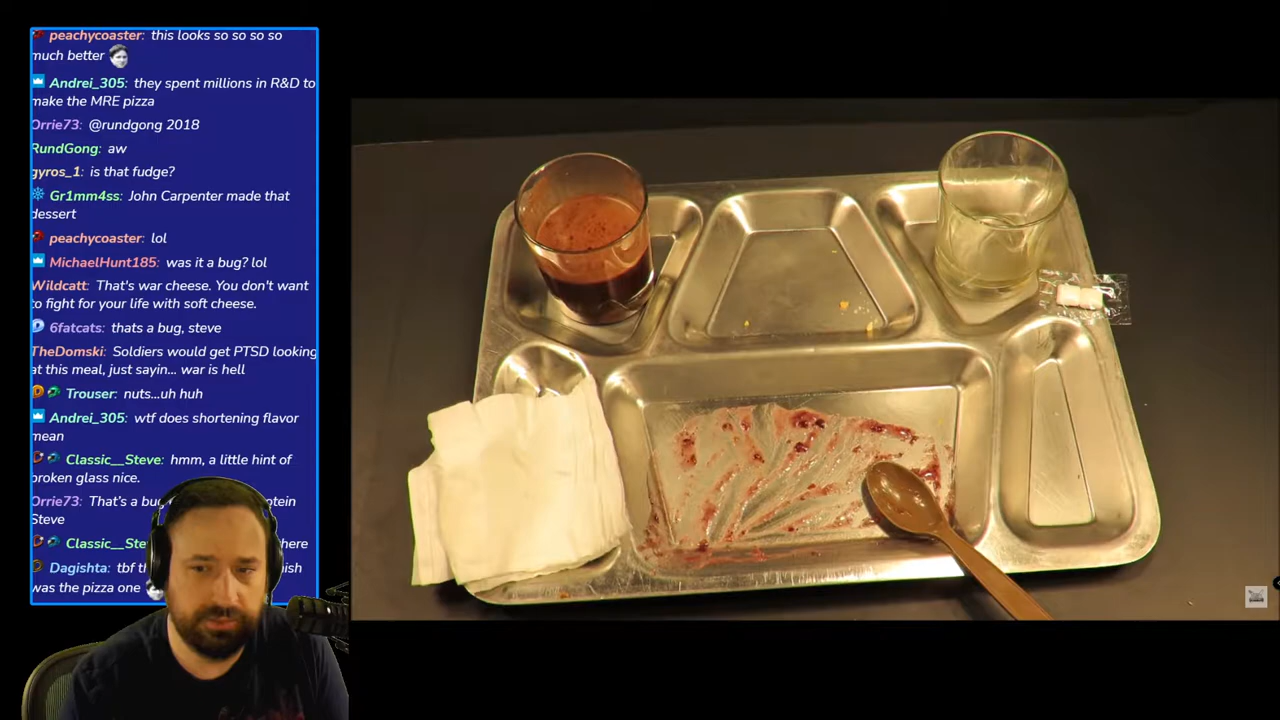 peachycoaster: this looks so so so so
much better
Andrei_305: they spent millions in R&D to
make the MRE pizza
Orrie73: @rundgong 2018
RundGong: aw
gyros_1: is that fudge?
Gr1mm4ss: John Carpenter made that
dessert
peachycoaster: lol
MichaelHunt185: was it a bug? lol
Wildcatt: That's war cheese. You don't want
to fight for your life with soft cheese.
6fatcats: thats a bug, steve
TheDomski: Soldiers would get PTSD looking
at this meal, just sayin... war is hell
Trouser: nuts...uh huh
Andrei_305: wtf does shortening flavor
mean
Classic__Steve: hmm, a little hint of
broken glass nice.
Orrie73: That's a
Steve
Dagishta: tbf
was the pizza one